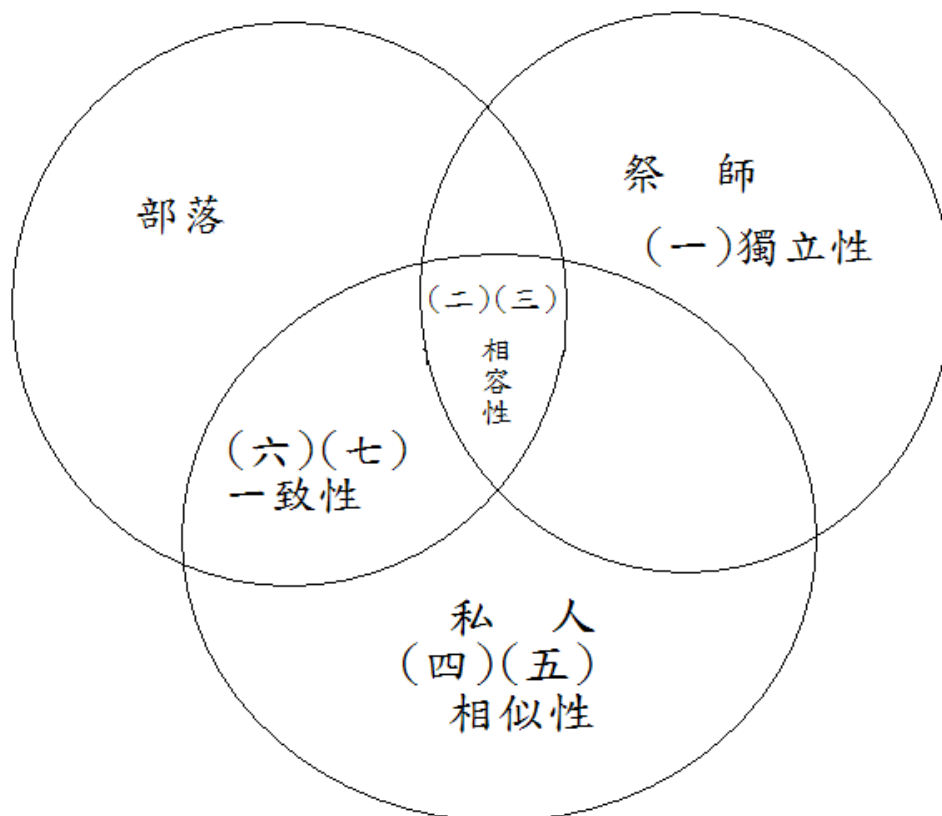 部落
祭 師
(一)獨立性
(二)(三)
相容性
(六)(七)
一致性
私 人
(四)(五)
相似性